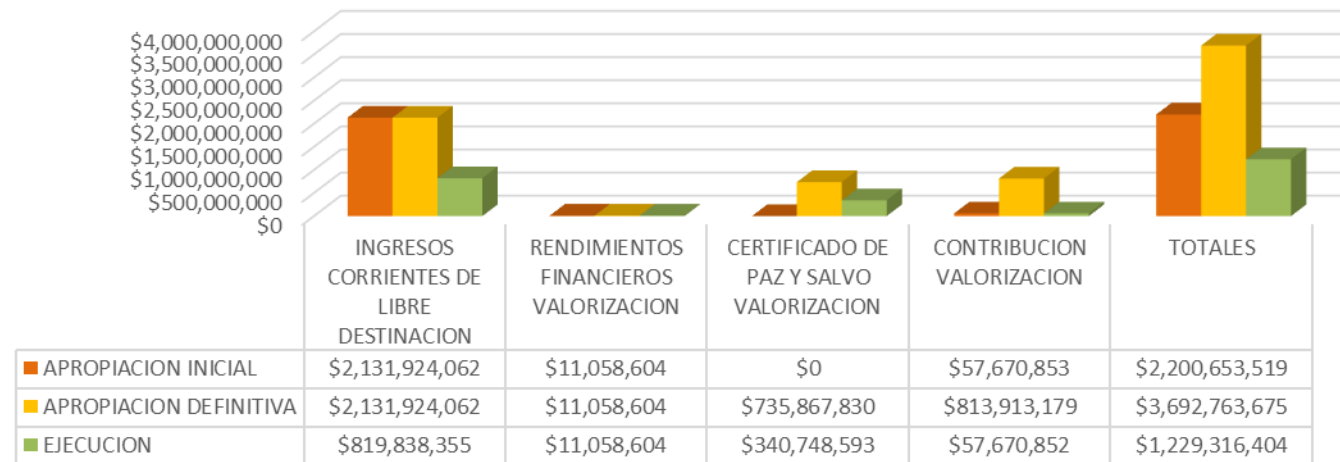 $4,000,000,000
$3,500,000,000
$3,000,000,000
$2,500,000,000
$2,000,000,000
$1,500,000,000
$1,000,000,000
$500,000,000
$0
INGRESOS
CORRIENTES DE
LIBRE
DESTINACION
RENDIMIENTOS
FINANCIEROS
VALORIZACION
CERTIFICADO DE
PAZ Y SALVO
VALORIZACION
CONTRIBUCION
VALORIZACION
TOTALES
APROPIACION INICIAL $2,131,924,062 $11,058,604 $0 $57,670,853 $2,200,653,519
APROPIACION DEFINITIVA $2,131,924,062 $11,058,604 $735,867,830 $813,913,179 $3,692,763,675
EJECUCION $819,838,355 $11,058,604 $340,748,593 $57,670,852 $1,229,316,404